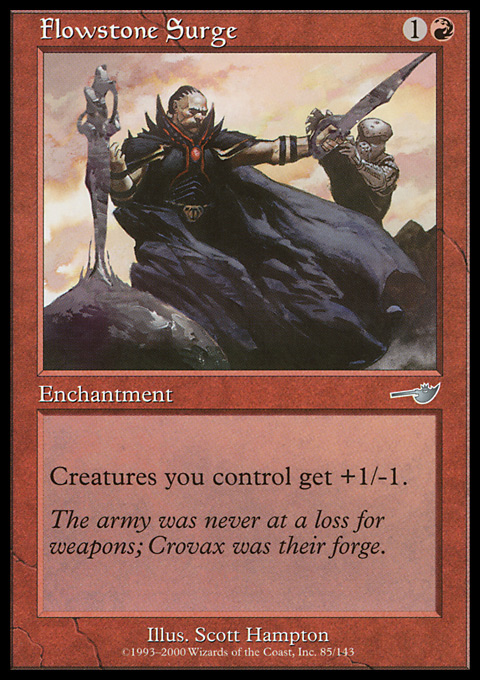 Flowstone Surge 1
Enchantment
Creatures you control get +1/-1.
The army was never at a loss for
weapons; Crovax was their forge.
Illus. Scott Hampton
©1993–2000 Wizards of the Coast, Inc. 85/143